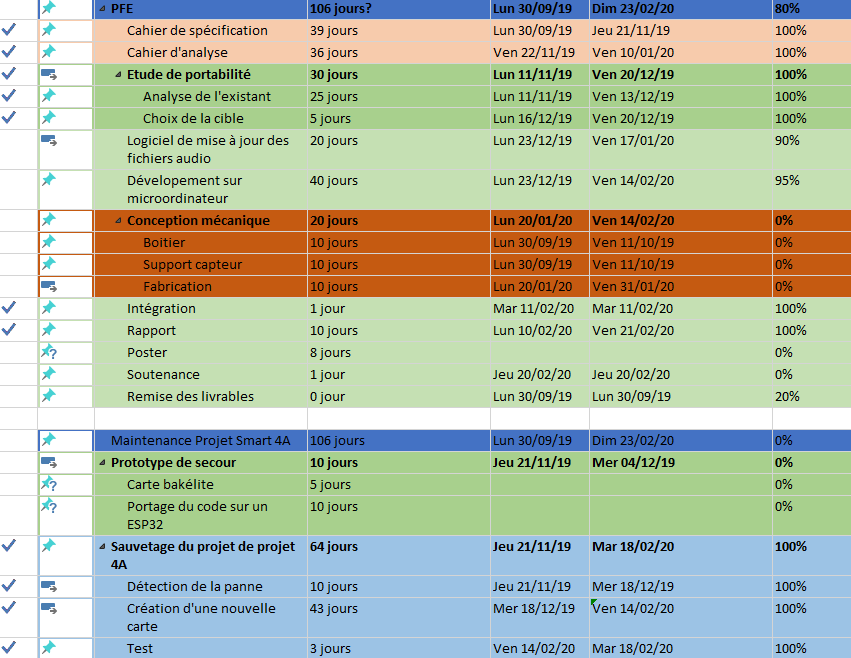 PFE 106 jours? Lun 30/09/19 Dim 23/02/20 80%
Cahier de spécification 39 jours Lun 30/09/19 Jeu 21/11/19 100%
Cahier d'analyse 36 jours Ven 22/11/19 Ven 10/01/20 100%
Etude de portabilité 30 jours Lun 11/11/19 Ven 20/12/19 100%
Analyse de l'existant 25 jours Lun 11/11/19 Ven 13/12/19 100%
Choix de la cible 5 jours Lun 16/12/19 Ven 20/12/19 100%
Logiciel de mise à jour des 20 jours Lun 23/12/19 Ven 17/01/20 90%
fichiers audio
Dévelopement sur 40 jours Lun 23/12/19 Ven 14/02/20 95%
microordinateur
Conception mécanique 20 jours Lun 20/01/20 Ven 14/02/20 0%
Boitier 10 jours Lun 30/09/19 Ven 11/10/19 0%
Support capteur 10 jours Lun 30/09/19 Ven 11/10/19 0%
Fabrication 10 jours Lun 20/01/20 Ven 31/01/20 0%
Intégration 1 jour Mar 11/02/20 Mar 11/02/20 100%
Rapport 10 jours Lun 10/02/20 Ven 21/02/20 100%
Poster 8 jours 0%
Soutenance 1 jour Jeu 20/02/20 Jeu 20/02/20 0%
Remise des livrables 0 jour Lun 30/09/19 Lun 30/09/19 20%
Maintenance Projet Smart 4A 106 jours Lun 30/09/19 Dim 23/02/20 0%
Prototype de secour 10 jours Jeu 21/11/19 Mer 04/12/19 0%
Carte bakélite 5 jours 0%
Portage du code sur un 10 jours 0%
ESP32
Sauvetage du projet de projet 64 jours Jeu 21/11/19 Mar 18/02/20 100%
4A
Détection de la panne 10 jours Jeu 21/11/19 Mer 18/12/19 100%
Création d'une nouvelle 43 jours Mer 18/12/19 Ven 14/02/20 100%
carte
Test 3 jours Ven 14/02/20 Mar 18/02/20 100%